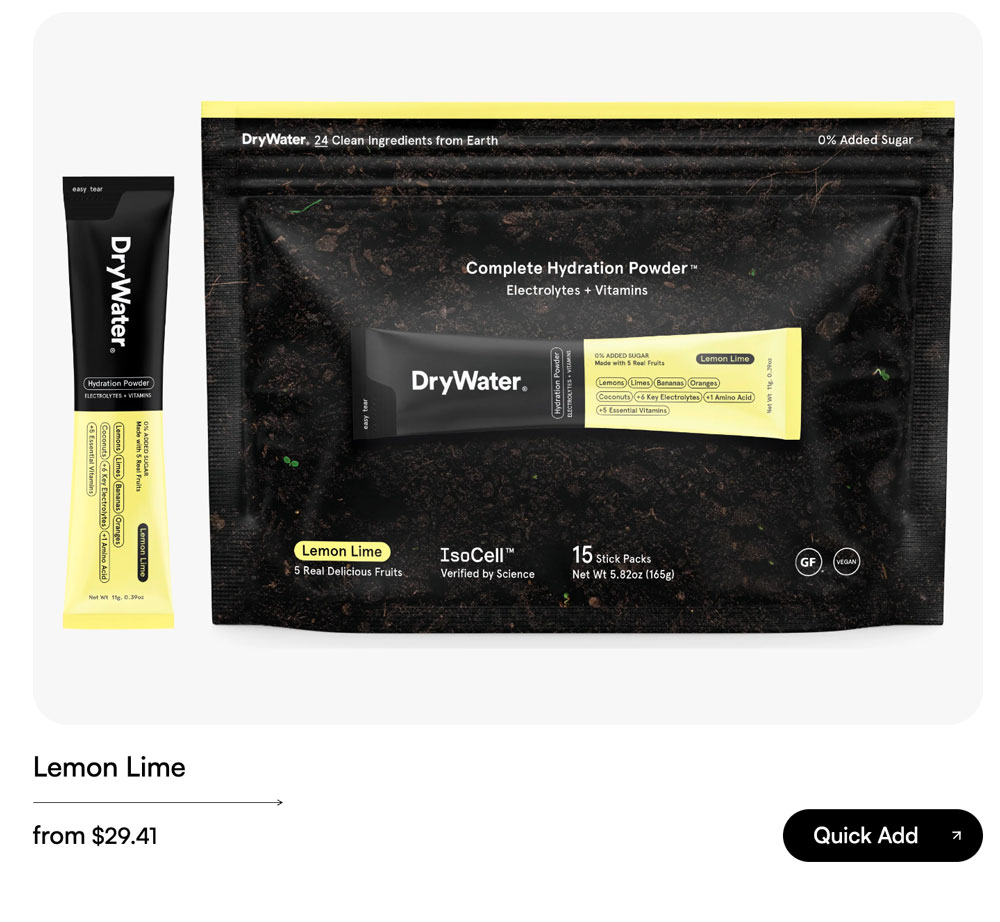 DryWater® 24 Clean Ingredients from Earth
0% Added Sugar
easy tear
DryWater®
Hydration Powder
ELECTROLYTES + VITAMINS
0% ADDED SUGAR
Made with 5 Real Fruits
Lemons Limes Bananas Oranges
Coconuts +6 Key Electrolytes +1 Amino Acid
+5 Essential Vitamins
Lemon Lime
Net Wt 11g. 0.39oz
Complete Hydration Powder™
Electrolytes + Vitamins
easy tear
DryWater®
Hydration Powder
ELECTROLYTES + VITAMINS
0% ADDED SUGAR
Made with 5 Real Fruits
Lemon Lime
Lemons Limes Bananas Oranges
Coconuts +6 Key Electrolytes +1 Amino Acid
+5 Essential Vitamins
Net Wt 11g. 0.39oz
Lemon Lime
5 Real Delicious Fruits
IsoCell™
Verified by Science
15 Stick Packs
Net Wt 5.82oz (165g)
GF
VEGAN
Lemon Lime
from $29.41
Quick Add